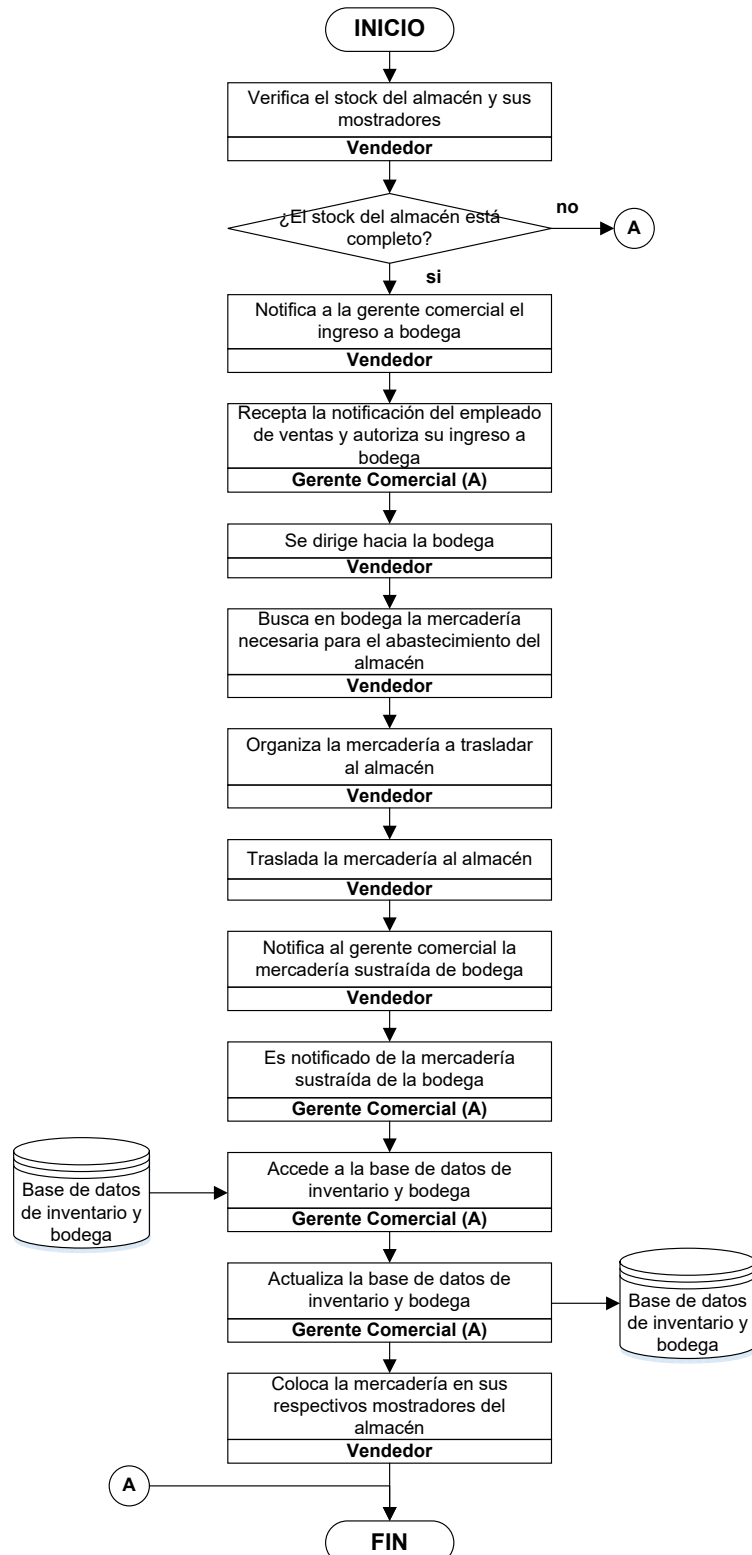 INICIO
Verifica el stock del almacén y sus
mostradores
Vendedor
¿El stock del almacén está
completo?
no
A
si
Notifica a la gerente comercial el
ingreso a bodega
Vendedor
Recepta la notificación del empleado
de ventas y autoriza su ingreso a
bodega
Gerente Comercial (A)
Se dirige hacia la bodega
Vendedor
Busca en bodega la mercadería
necesaria para el abastecimiento del
almacén
Vendedor
Organiza la mercadería a trasladar
al almacén
Vendedor
Traslada la mercadería al almacén
Vendedor
Notifica al gerente comercial la
mercadería sustraída de bodega
Vendedor
Es notificado de la mercadería
sustraída de la bodega
Gerente Comercial (A)
Base de datos
de inventario y
bodega
Accede a la base de datos de
inventario y bodega
Gerente Comercial (A)
Actualiza la base de datos de
inventario y bodega
Gerente Comercial (A)
Base de datos
de inventario y
bodega
Coloca la mercadería en sus
respectivos mostradores del
almacén
Vendedor
A
FIN